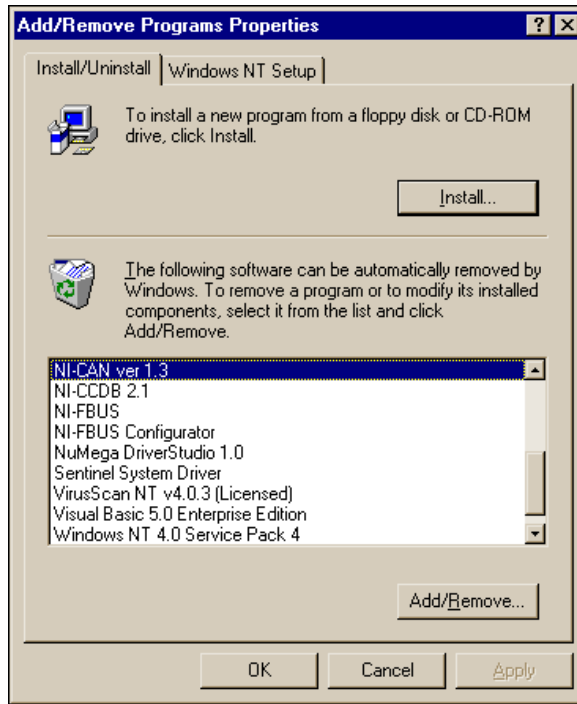 Add/Remove Programs Properties
Install/Uninstall
Windows NT Setup
To install a new program from a floppy disk or CD-ROM
drive, click Install.
Install...
The following software can be automatically removed by
Windows. To remove a program or to modify its installed
components, select it from the list and click
Add/Remove.
NI-CAN ver 1.3
NI-CCDB 2.1
NI-FBUS
NI-FBUS Configurator
NuMega DriverStudio 1.0
Sentinel System Driver
VirusScan NT v4.0.3 (Licensed)
Visual Basic 5.0 Enterprise Edition
Windows NT 4.0 Service Pack 4
Add/Remove...
OK
Cancel
Apply